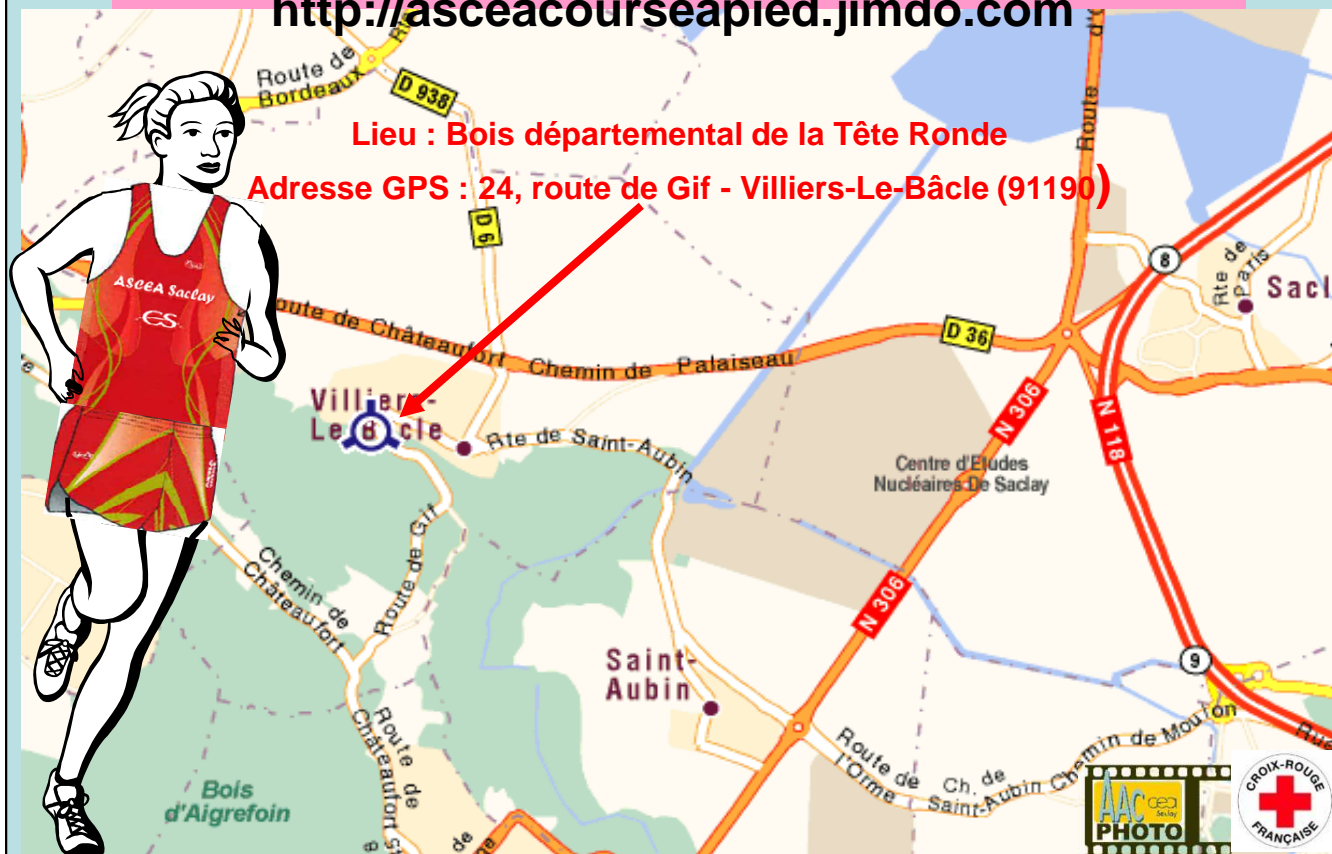 http://asceacourseapied.jimdo.com
Route de
Bordeaux
D 938
Lieu : Bois départemental de la Tête Ronde
Adresse GPS : 24, route de Gif - Villiers-Le-Bâcle (91190)
D 6
Route
8
Rte de
Paris
Sacl
ASCEA Saclay
oute de Châteaufort
Chemin de Palaiseau
D 36
N 306
N 118
Villiers-
Le Bâcle
Rte de Saint-Aubin
Centre d'Etudes
Nucléaires De Saclay
Route de Gif
Chemin de
Châteaufort
N 306
Saint-
Aubin
9
Route de
Châteaufort
Route de
l'Orme
Ch. de
Saint-Aubin
Chemin de Moulon
Rue
Bois
d'Aigrefoin
de
AAC cea
Saclay
PHOTO
CROIX-ROUGE
FRANÇAISE